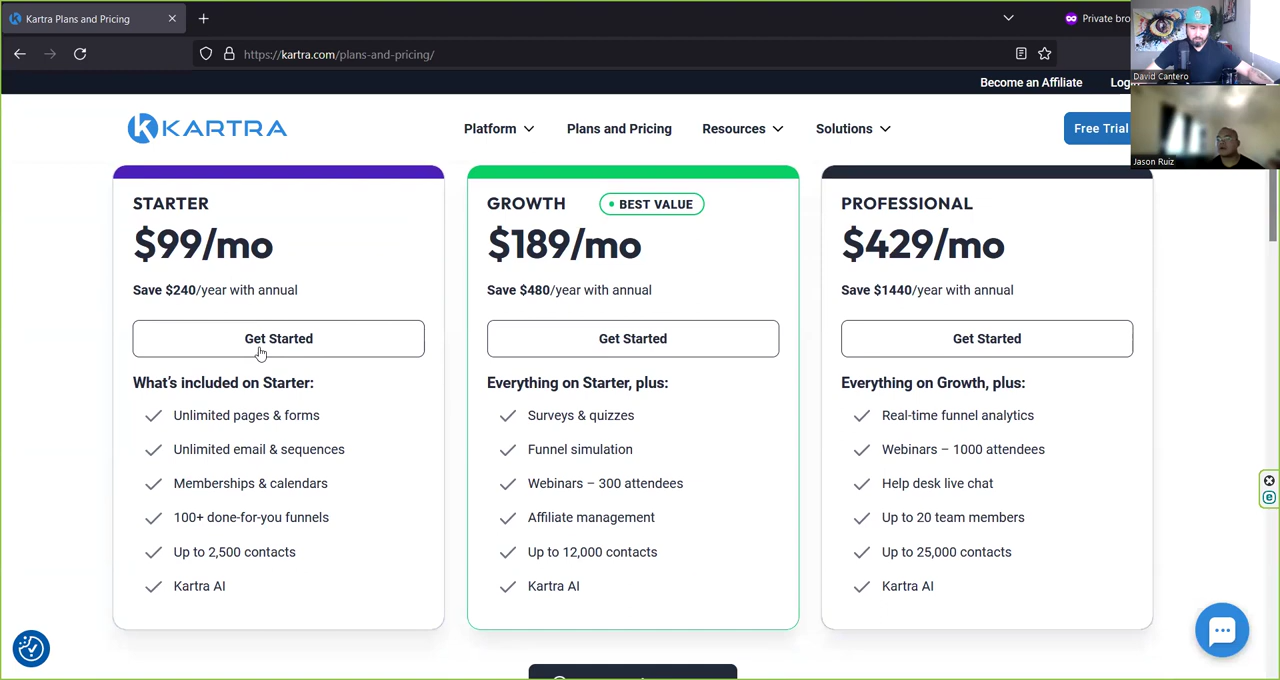 Kartra Plans and Pricing
Private bro
https://kartra.com/plans-and-pricing/
David Cantero
Jason Ruiz
Become an Affiliate
Login
KARTRA
Platform
Plans and Pricing
Resources
Solutions
Free Trial
STARTER
$99/mo
Save $240/year with annual
Get Started
What's included on Starter:
Unlimited pages & forms
Unlimited email & sequences
Memberships & calendars
100+ done-for-you funnels
Up to 2,500 contacts
Kartra AI
GROWTH
BEST VALUE
$189/mo
Save $480/year with annual
Get Started
Everything on Starter, plus:
Surveys & quizzes
Funnel simulation
Webinars – 300 attendees
Affiliate management
Up to 12,000 contacts
Kartra AI
PROFESSIONAL
$429/mo
Save $1440/year with annual
Get Started
Everything on Growth, plus:
Real-time funnel analytics
Webinars – 1000 attendees
Help desk live chat
Up to 20 team members
Up to 25,000 contacts
Kartra AI